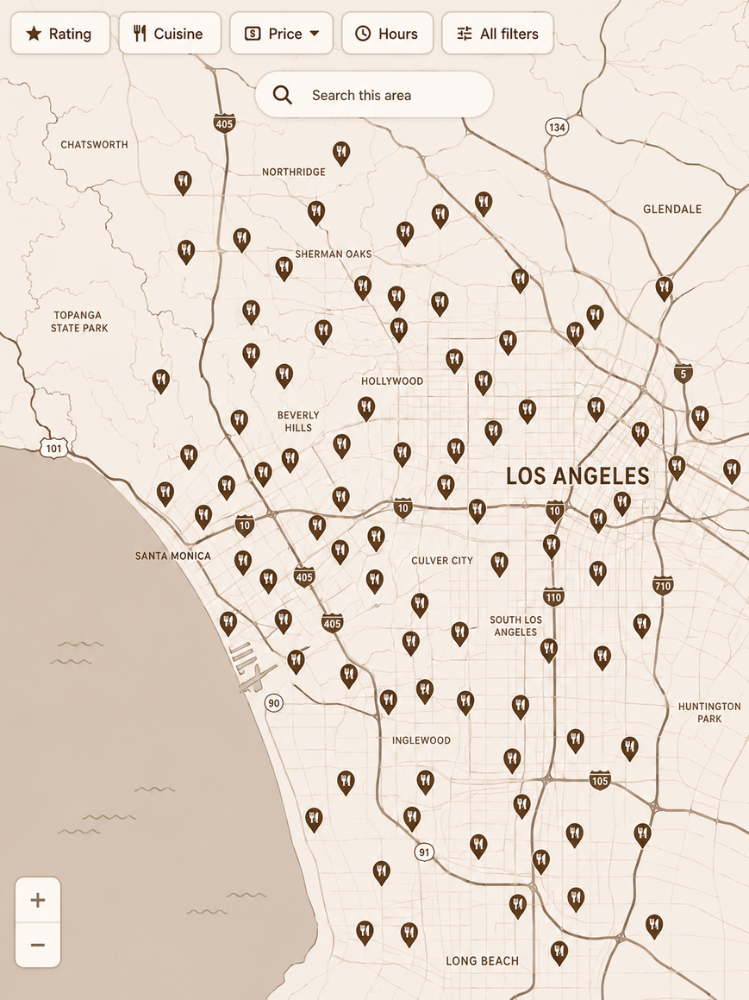 Rating
Cuisine
$ Price
Hours
All filters
Search this area
405
134
CHATSWORTH
NORTHRIDGE
GLENDALE
SHERMAN OAKS
TOPANGA
STATE PARK
5
HOLLYWOOD
BEVERLY
HILLS
101
LOS ANGELES
10
10
10
SANTA MONICA
CULVER CITY
405
710
110
405
SOUTH LOS
ANGELES
90
HUNTINGTON
PARK
INGLEWOOD
105
91
+
−
LONG BEACH